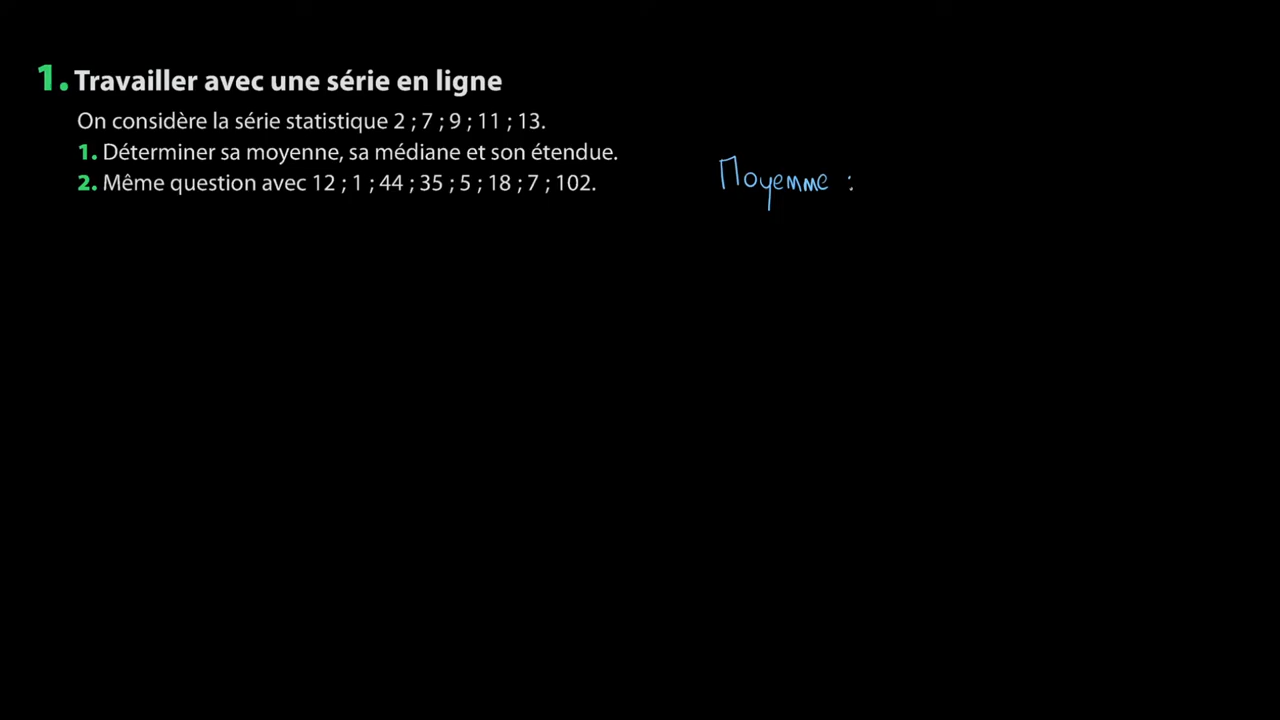 1. Travailler avec une série en ligne
On considère la série statistique 2 ; 7 ; 9 ; 11 ; 13.
1. Déterminer sa moyenne, sa médiane et son étendue.
2. Même question avec 12 ; 1 ; 44 ; 35 ; 5 ; 18 ; 7 ; 102.
Moyenne :